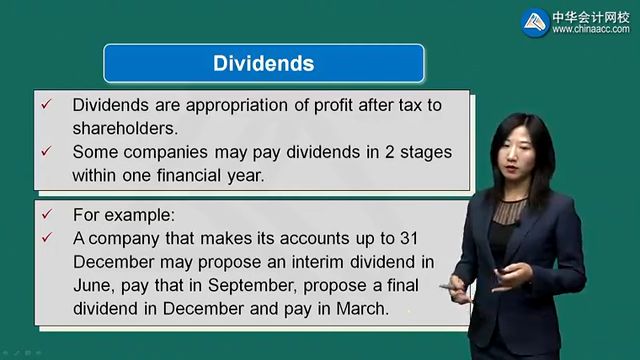 中华会计网校
www.chinaacc.com
Dividends
Dividends are appropriation of profit after tax to
shareholders.
Some companies may pay dividends in 2 stages
within one financial year.
For example:
A company that makes its accounts up to 31
December may propose an interim dividend in
June, pay that in September, propose a final
dividend in December and pay in March.